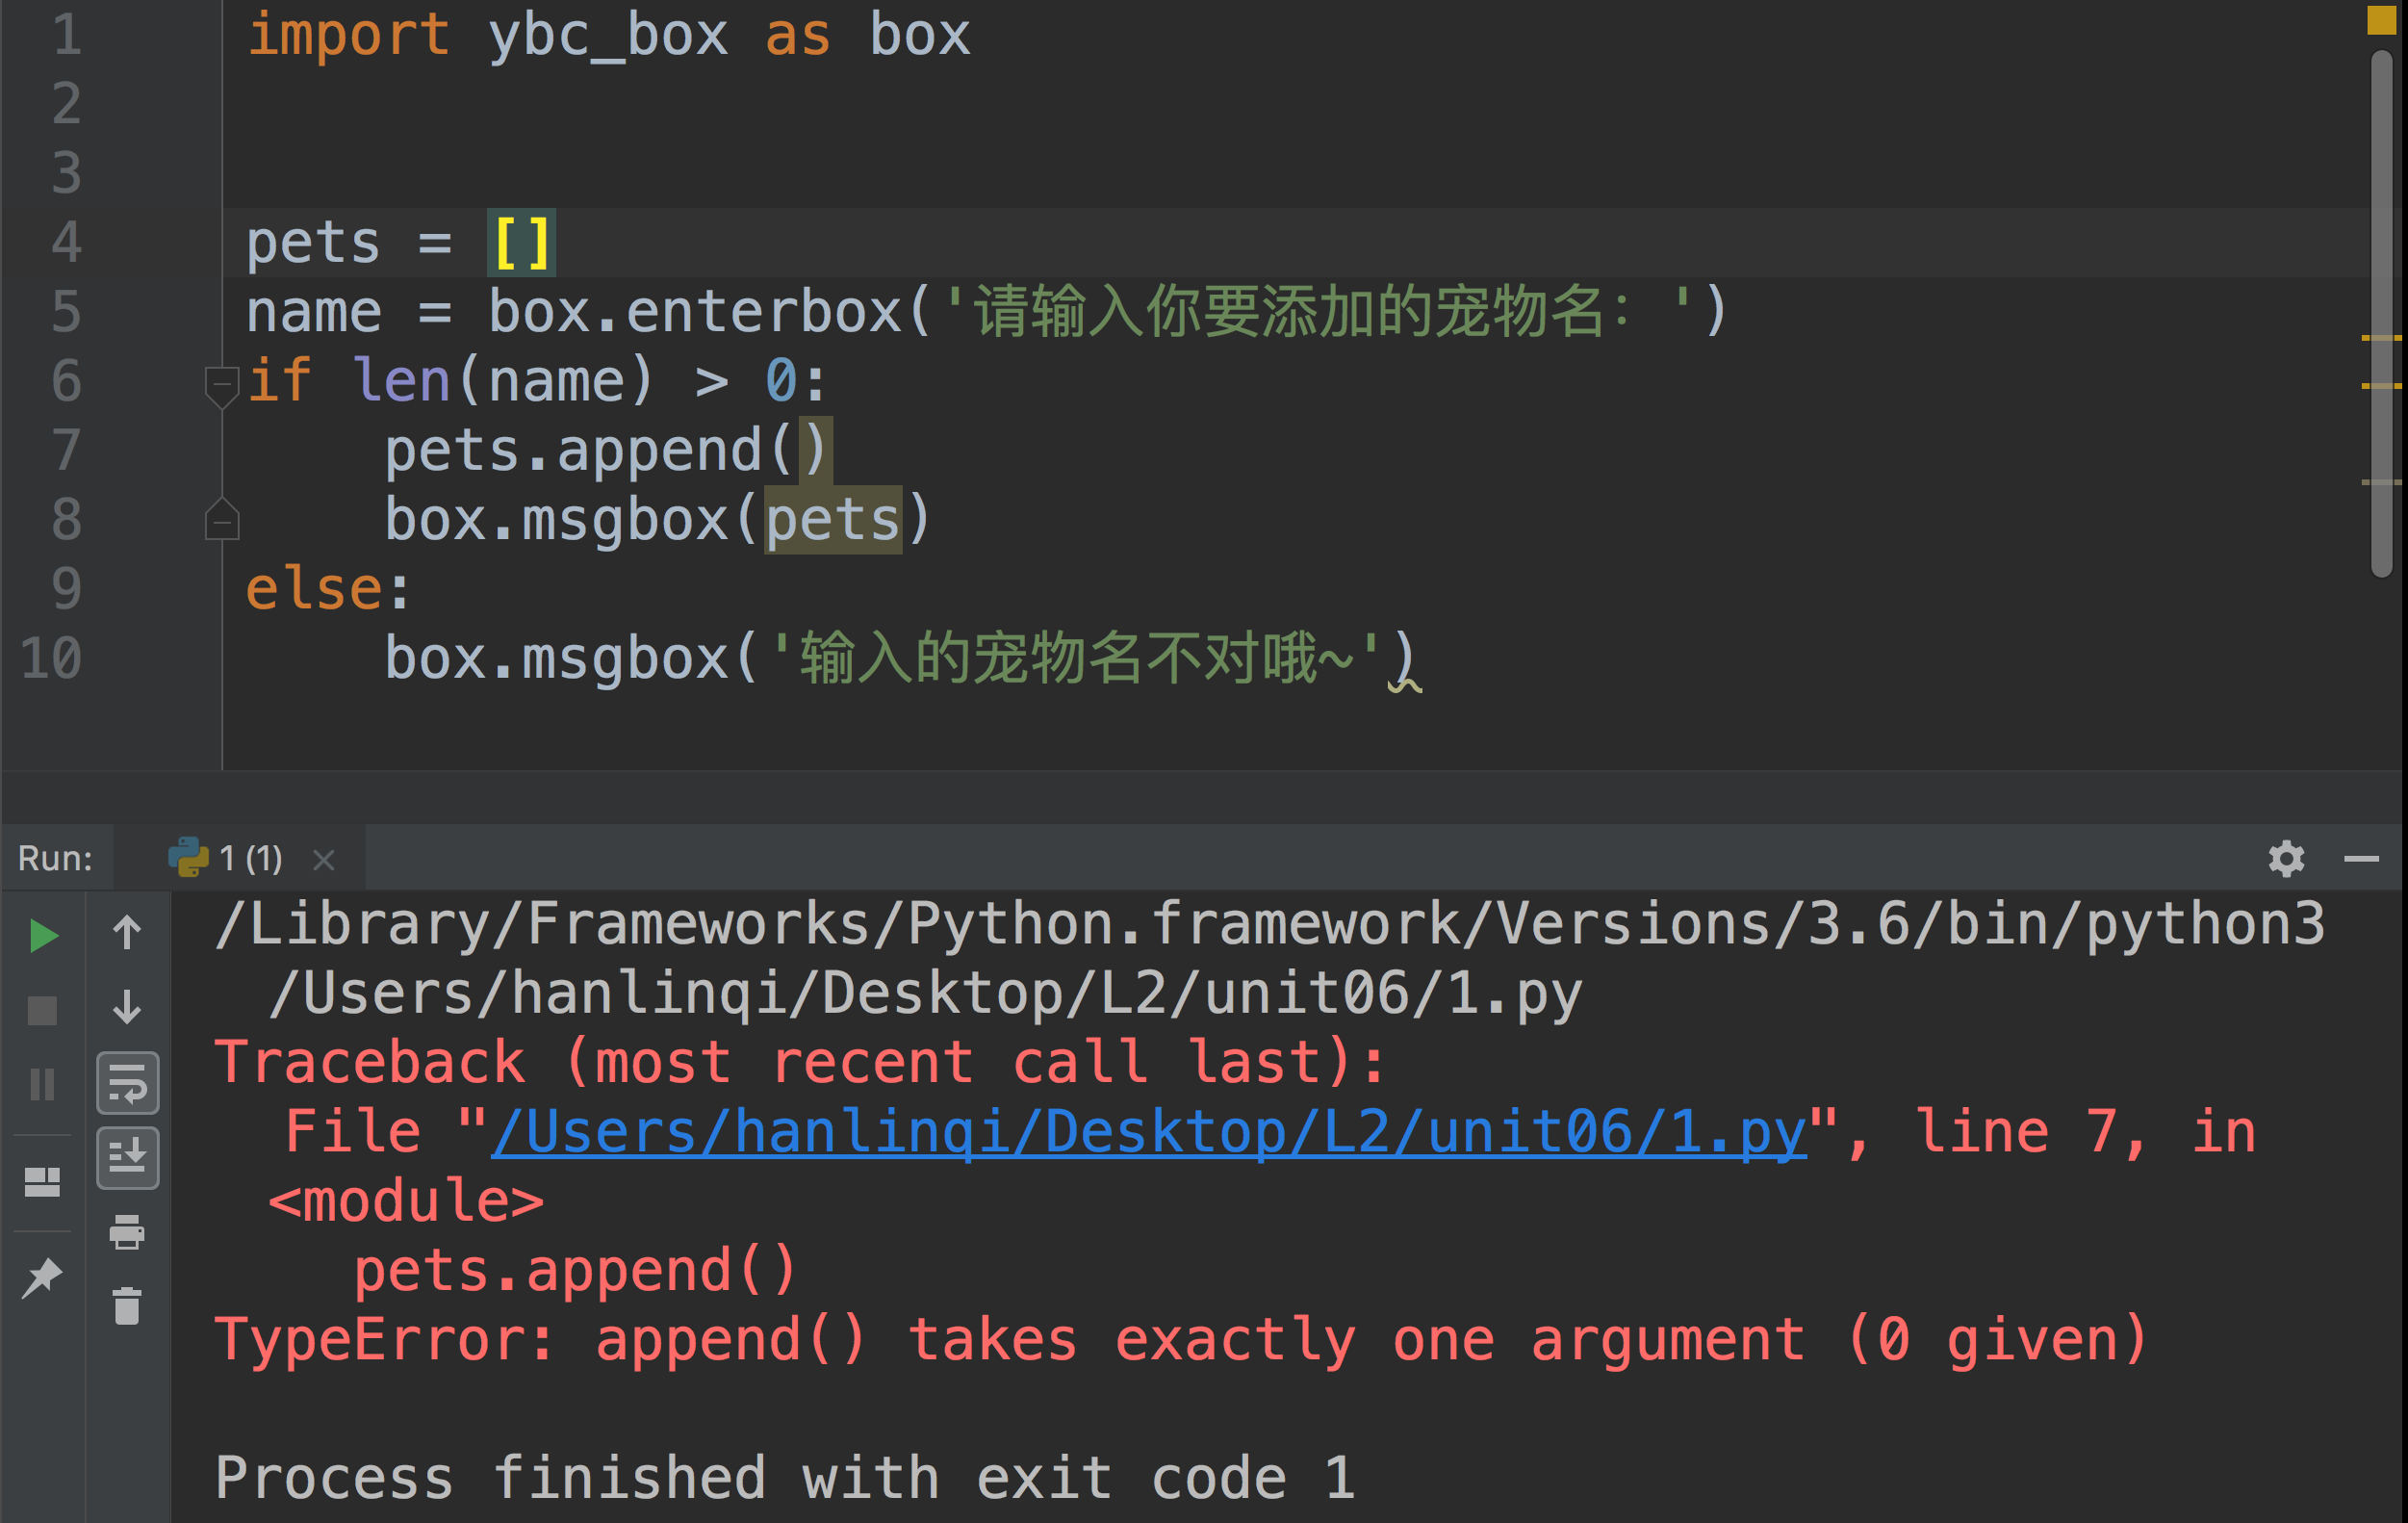 1 import ybc_box as box
2
3
4 pets = []
5 name = box.enterbox('请输入你要添加的宠物名：')
6 if len(name) > 0:
7 pets.append()
8 box.msgbox(pets)
9 else:
10 box.msgbox('输入的宠物名不对哦~')
Run: 1 (1)
/Library/Frameworks/Python.framework/Versions/3.6/bin/python3
/Users/hanlinqi/Desktop/L2/unit06/1.py
Traceback (most recent call last):
File "/Users/hanlinqi/Desktop/L2/unit06/1.py", line 7, in
<module>
pets.append()
TypeError: append() takes exactly one argument (0 given)
Process finished with exit code 1